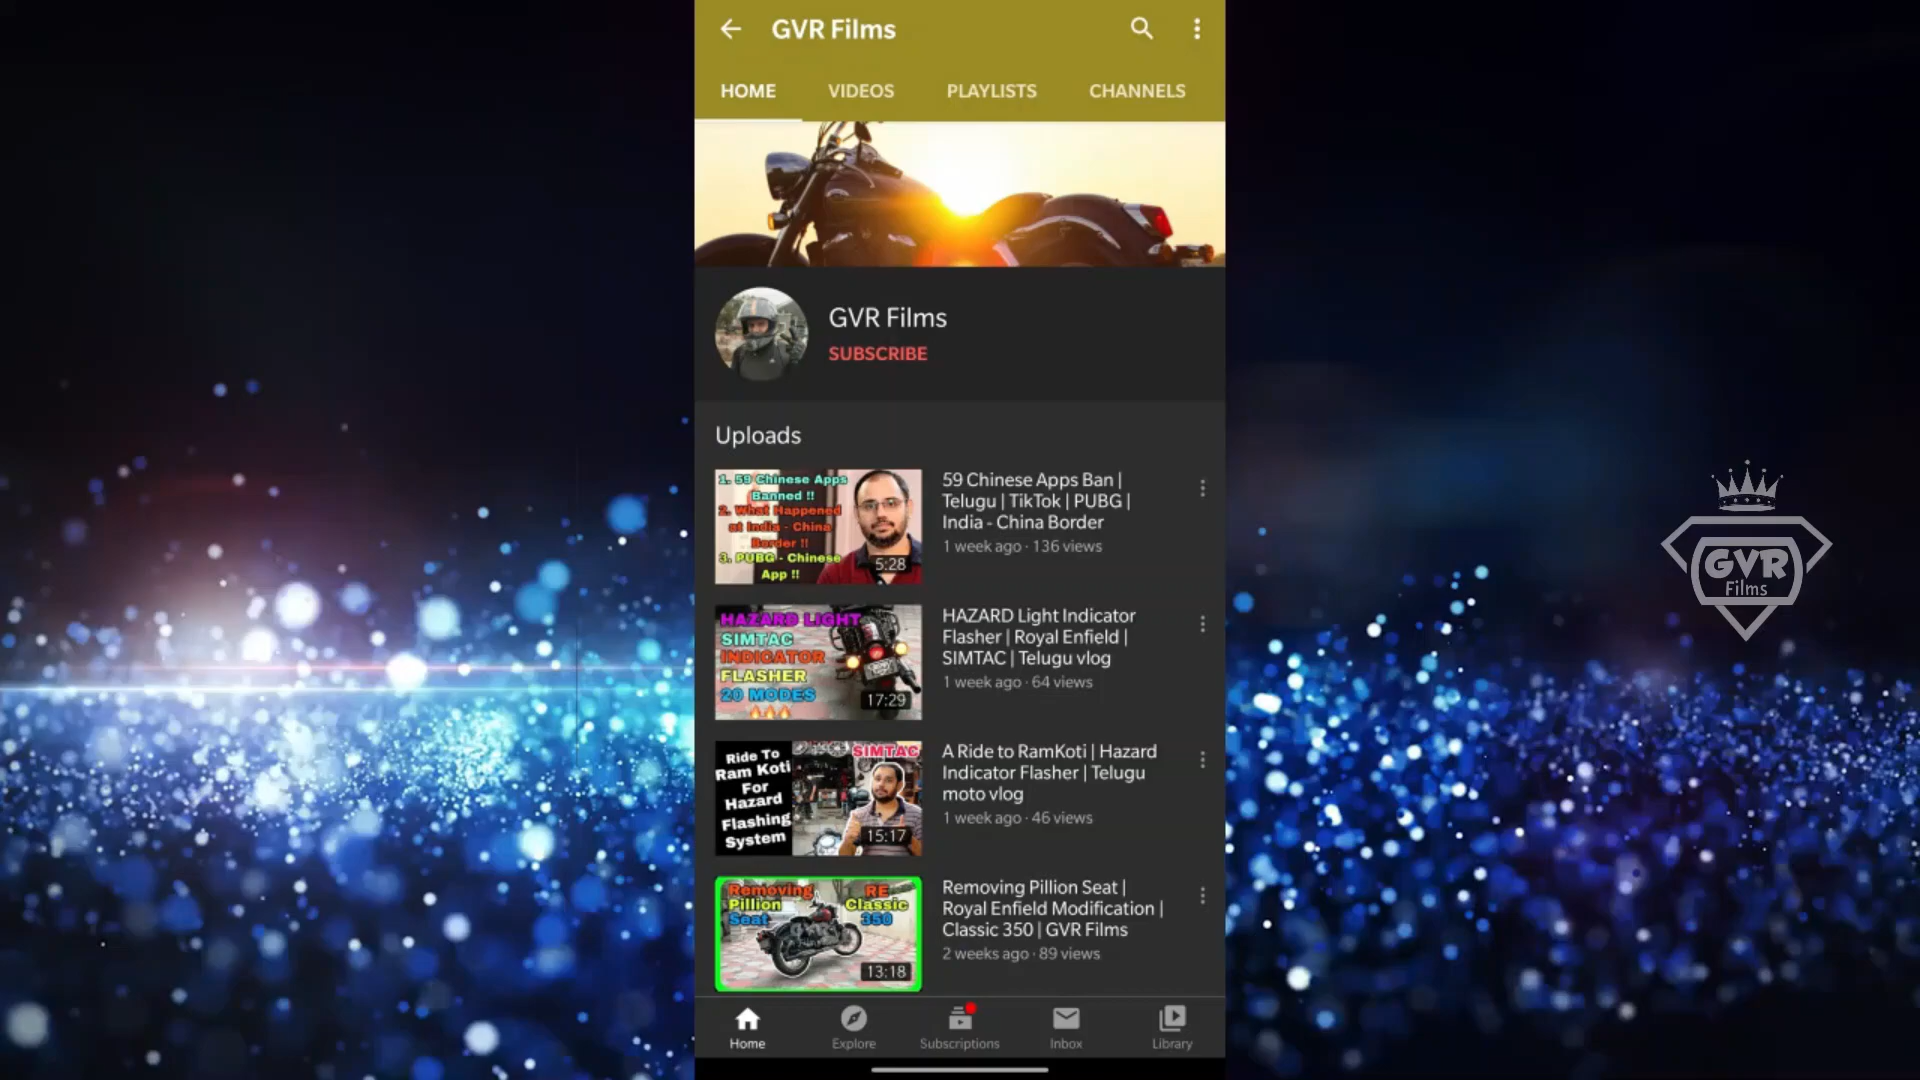 GVR Films
HOME VIDEOS PLAYLISTS CHANNELS
GVR Films
SUBSCRIBE
Uploads
1. 59 Chinese Apps
Banned !!
2. What Happened
at India - China
Border !!
3. PUBG - Chinese
App !!
5:28
59 Chinese Apps Ban |
Telugu | TikTok | PUBG |
India - China Border
1 week ago · 136 views
HAZARD LIGHT
SIMTAC
INDICATOR
FLASHER
20 MODES
17:29
HAZARD Light Indicator
Flasher | Royal Enfield |
SIMTAC | Telugu vlog
1 week ago · 64 views
Ride To
Ram Koti
For
Hazard
Flashing
System
SIMTAC
15:17
A Ride to RamKoti | Hazard
Indicator Flasher | Telugu
moto vlog
1 week ago · 46 views
Removing
Pillion
Seat
RE
Classic
350
GVR
13:18
Removing Pillion Seat |
Royal Enfield Modification |
Classic 350 | GVR Films
2 weeks ago · 89 views
Home Explore Subscriptions Inbox Library
GVR
Films